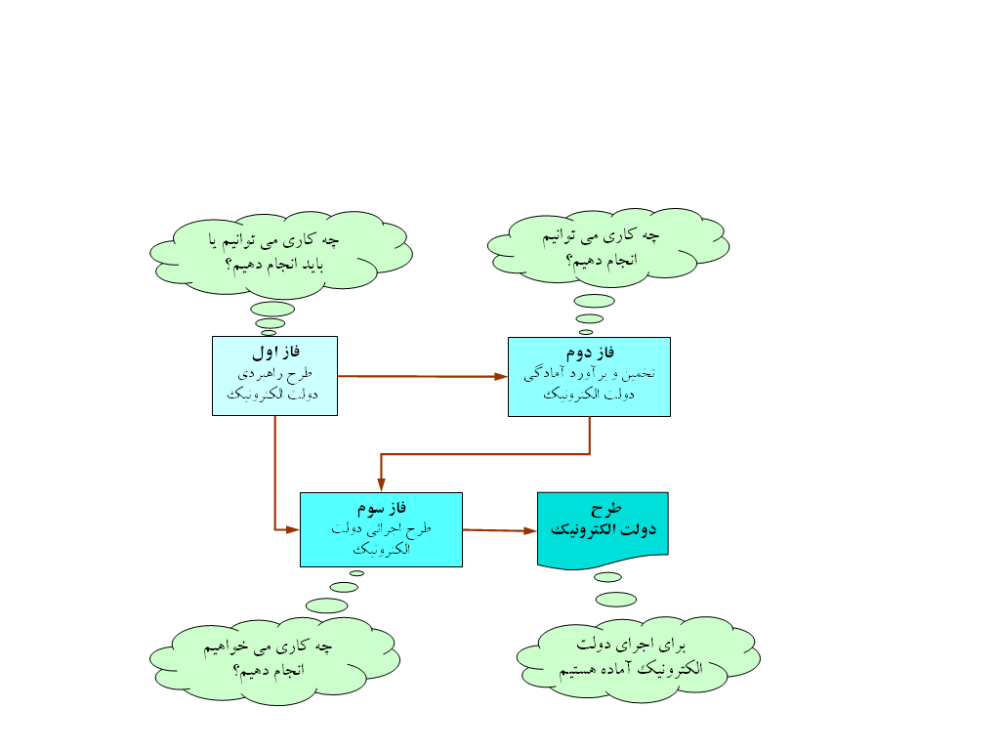 چه کاری می توانیم یا
باید انجام دهیم؟
چه کاری می توانیم
انجام دهیم؟
فاز اول
طرح راهبردی
دولت الکترونیک
فاز دوم
تخمین و برآورد آمادگی
دولت الکترونیک
فاز سوم
طرح اجرائی دولت
الکترونیک
طرح
دولت الکترونیک
چه کاری می خواهیم
انجام دهیم؟
برای اجرای دولت
الکترونیک آماده هستیم